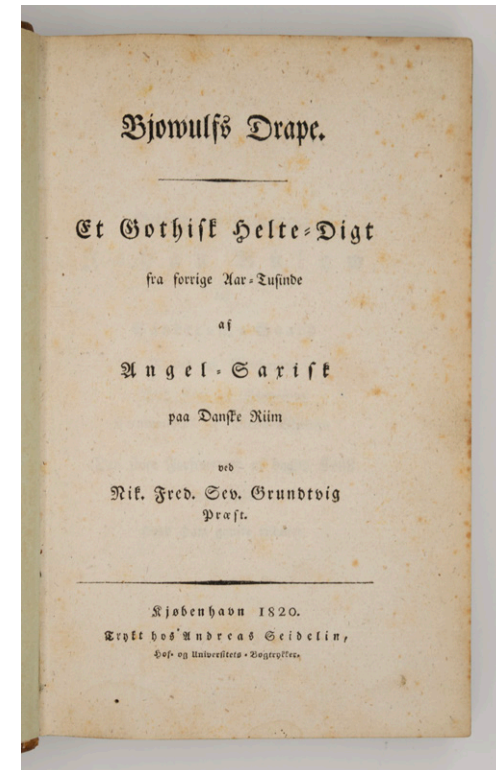 Bjowulfs Drape.
Et Gothisk Helte-Digt
fra forrige Aar-Tusinde
af
Angel-Saxisk
paa Danske Riim
ved
Nik. Fred. Sev. Grundtvig
Præst.
Kjøbenhavn 1820.
Trykt hos Andreas Seidelin,
Hof- og Universitets-Bogtrykker.